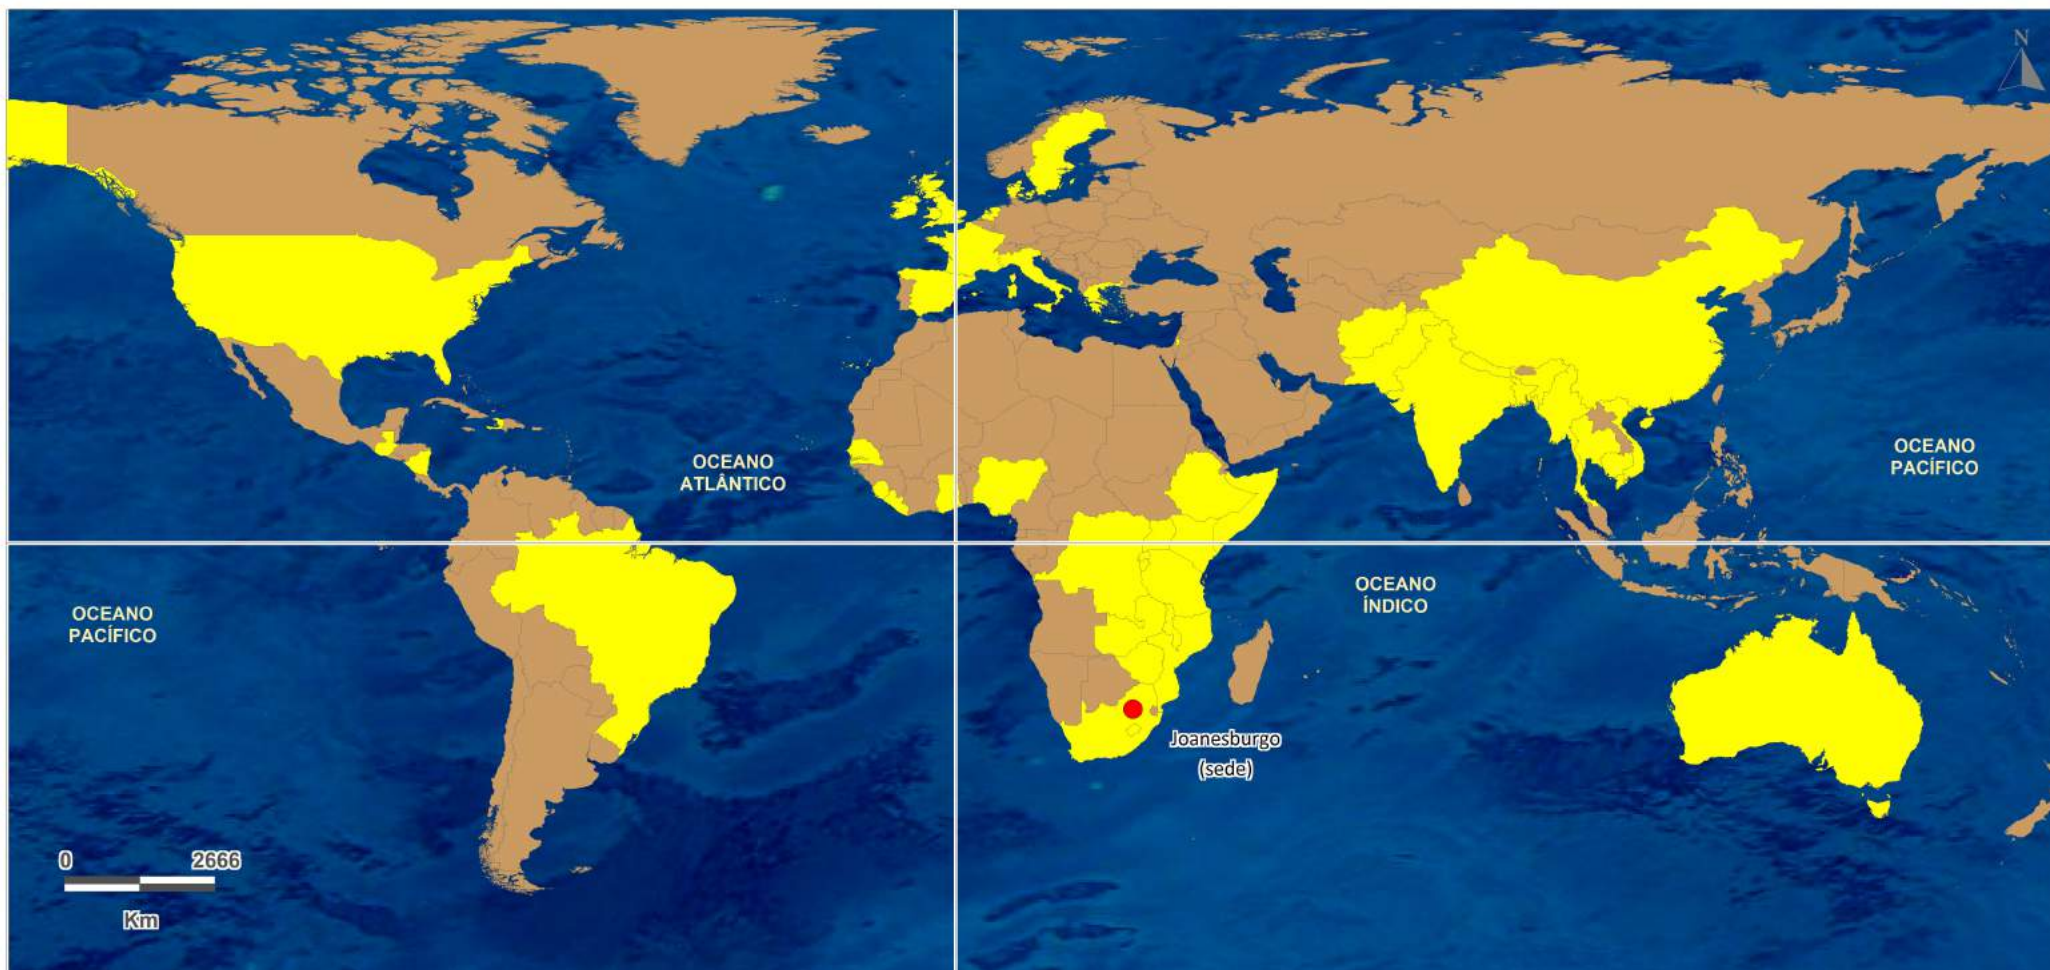 N
OCEANO
ATLÂNTICO
OCEANO
PACÍFICO
OCEANO
PACÍFICO
OCEANO
ÍNDICO
Joanesburgo
(sede)
0 2666
Km